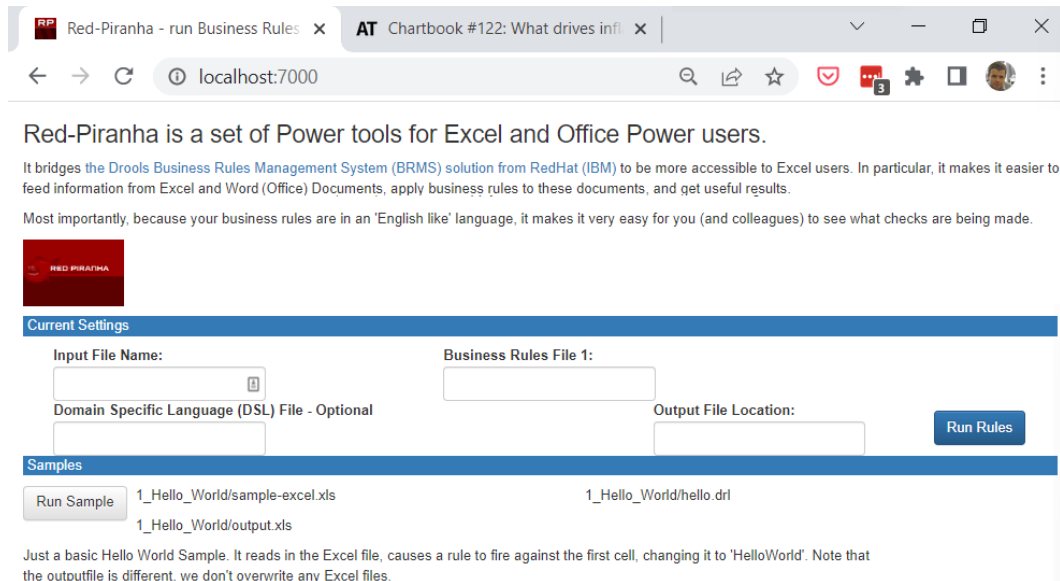 RP Red-Piranha - run Business Rules
AT Chartbook #122: What drives infl
localhost:7000
3
Red-Piranha is a set of Power tools for Excel and Office Power users.
It bridges the Drools Business Rules Management System (BRMS) solution from RedHat (IBM) to be more accessible to Excel users. In particular, it makes it easier to
feed information from Excel and Word (Office) Documents, apply business rules to these documents, and get useful results.
Most importantly, because your business rules are in an 'English like' language, it makes it very easy for you (and colleagues) to see what checks are being made.
RED PIRANHA
Current Settings
Input File Name:
Business Rules File 1:
Domain Specific Language (DSL) File - Optional
Output File Location:
Run Rules
Samples
Run Sample
1_Hello_World/sample-excel.xls
1_Hello_World/hello.drl
1_Hello_World/output.xls
Just a basic Hello World Sample. It reads in the Excel file, causes a rule to fire against the first cell, changing it to 'HelloWorld'. Note that
the outputfile is different, we don't overwrite any Excel files.